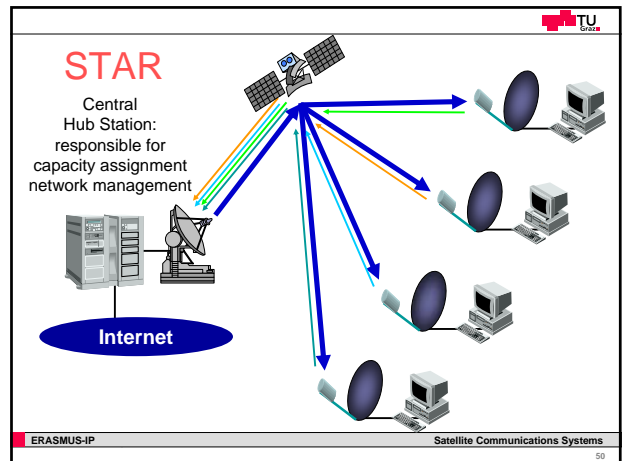 TU
Graz
STAR
Central
Hub Station:
responsible for
capacity assignment
network management
Internet
ERASMUS-IP
Satellite Communications Systems
50